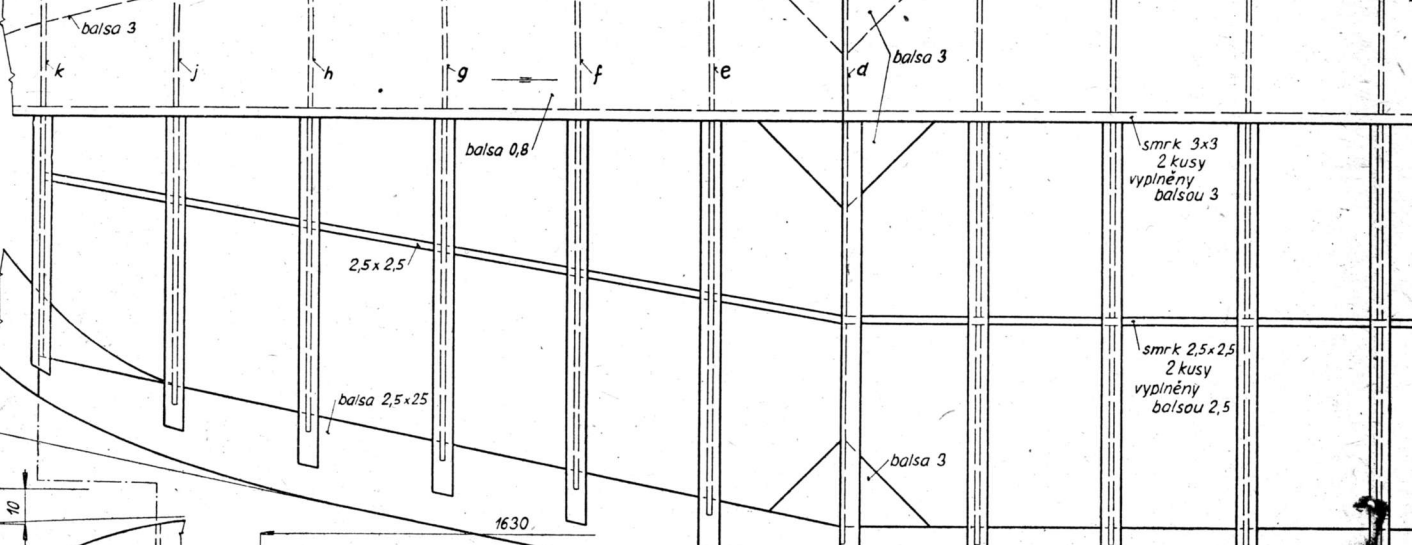 balsa 3
k
j
h
g
f
e
d
balsa 3
balsa 0,8
smrk 3x3
2 kusy
vyplněny
balsou 3
2,5 x 2,5
smrk 2,5x2,5
2 kusy
vyplněny
balsou 2,5
balsa 2,5x25
balsa 3
10
1630